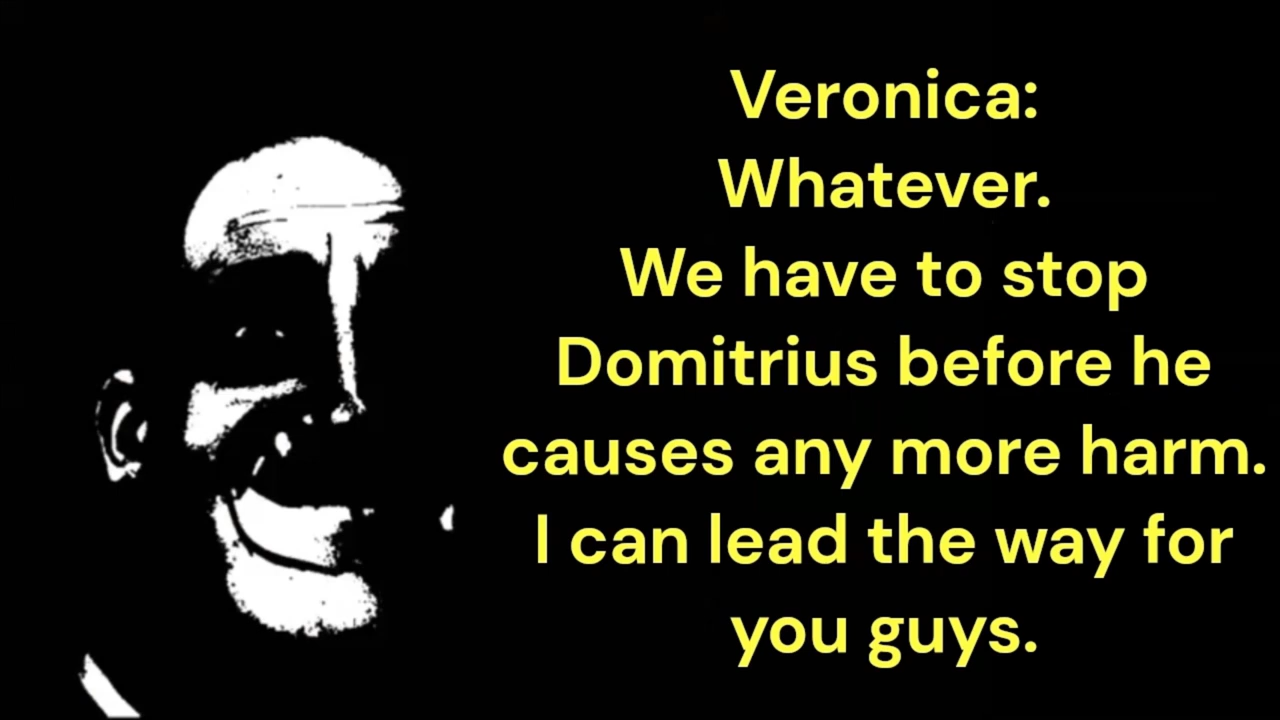 Veronica:
Whatever.
We have to stop
Domitrius before he
causes any more harm.
I can lead the way for
you guys.